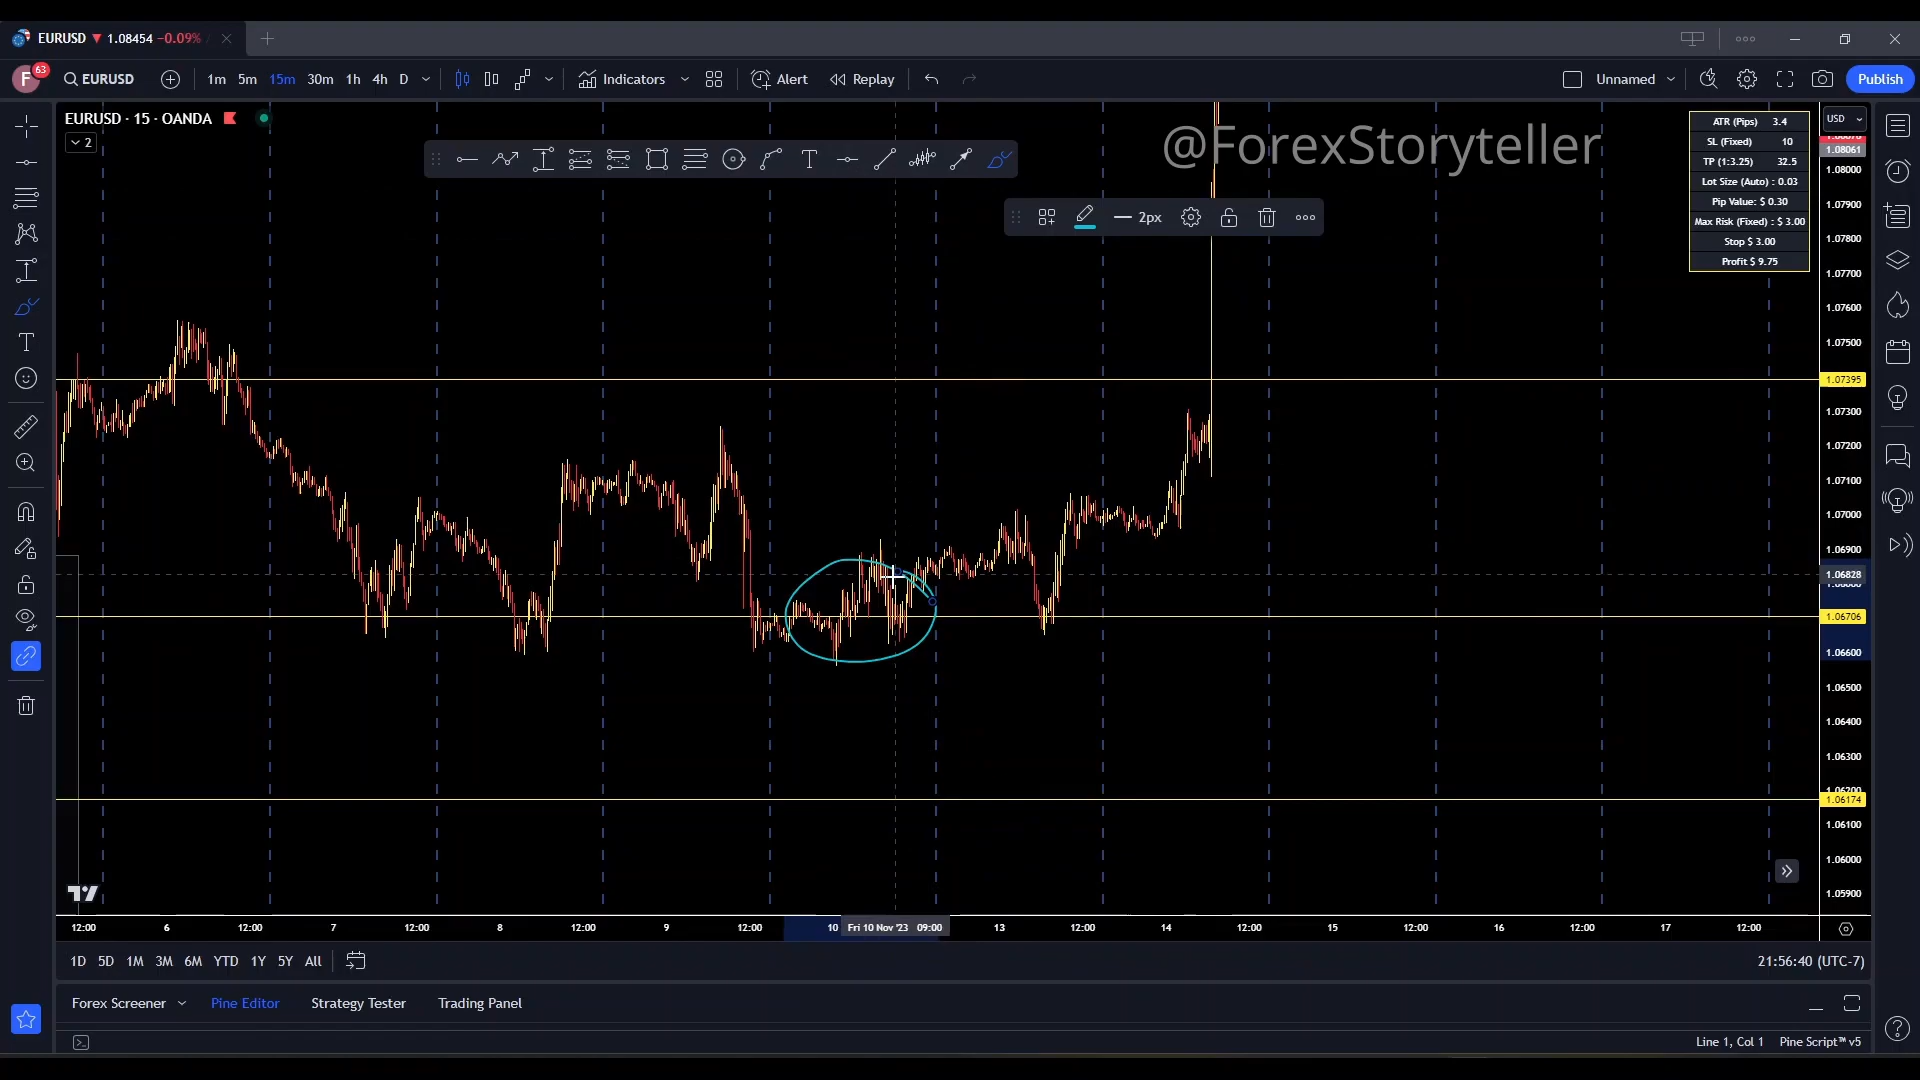 EURUSD 1.08454 −0.09%
F 63 EURUSD 1m 5m 15m 30m 1h 4h D Indicators Alert Replay Unnamed Publish
EURUSD · 15 · OANDA
2
@ForexStoryteller
2px
ATR (Pips) 3.4
SL (Fixed) 10
TP (1:3.25) 32.5
Lot Size (Auto) : 0.03
Pip Value: $ 0.30
Max Risk (Fixed) : $ 3.00
Stop $ 3.00
Profit $ 9.75
USD
1.08061
1.08000
1.07900
1.07800
1.07700
1.07600
1.07500
1.07395
1.07300
1.07200
1.07100
1.07000
1.06900
1.06828
1.06706
1.06600
1.06500
1.06400
1.06300
1.06174
1.06100
1.06000
1.05900
12:00 6 12:00 7 12:00 8 12:00 9 12:00 10 Fri 10 Nov '23 09:00 13 12:00 14 12:00 15 12:00 16 12:00 17 12:00
1D 5D 1M 3M 6M YTD 1Y 5Y All 21:56:40 (UTC-7)
Forex Screener Pine Editor Strategy Tester Trading Panel
Line 1, Col 1 Pine Script™ v5